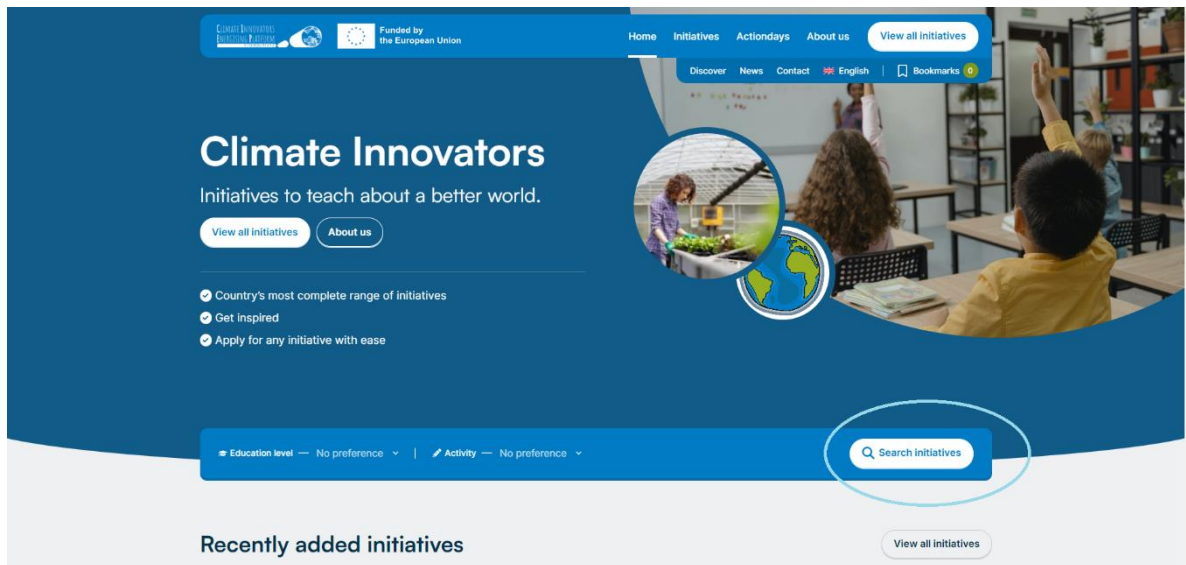 CLIMATE INNOVATORS
ENERGIZING PLATFORM
Funded by
the European Union
Home Initiatives Actiondays About us View all initiatives
Discover News Contact English | Bookmarks 0
Climate Innovators
Initiatives to teach about a better world.
View all initiatives About us
Country's most complete range of initiatives
Get inspired
Apply for any initiative with ease
Education level — No preference | Activity — No preference
Search initiatives
Recently added initiatives
View all initiatives